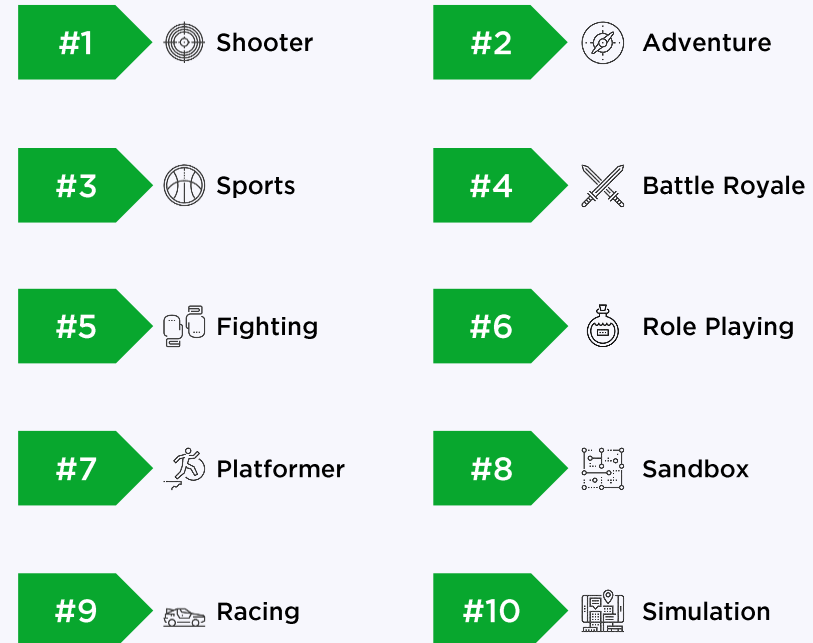 #1 Shooter
#2 Adventure
#3 Sports
#4 Battle Royale
#5 Fighting
#6 Role Playing
#7 Platformer
#8 Sandbox
#9 Racing
#10 Simulation